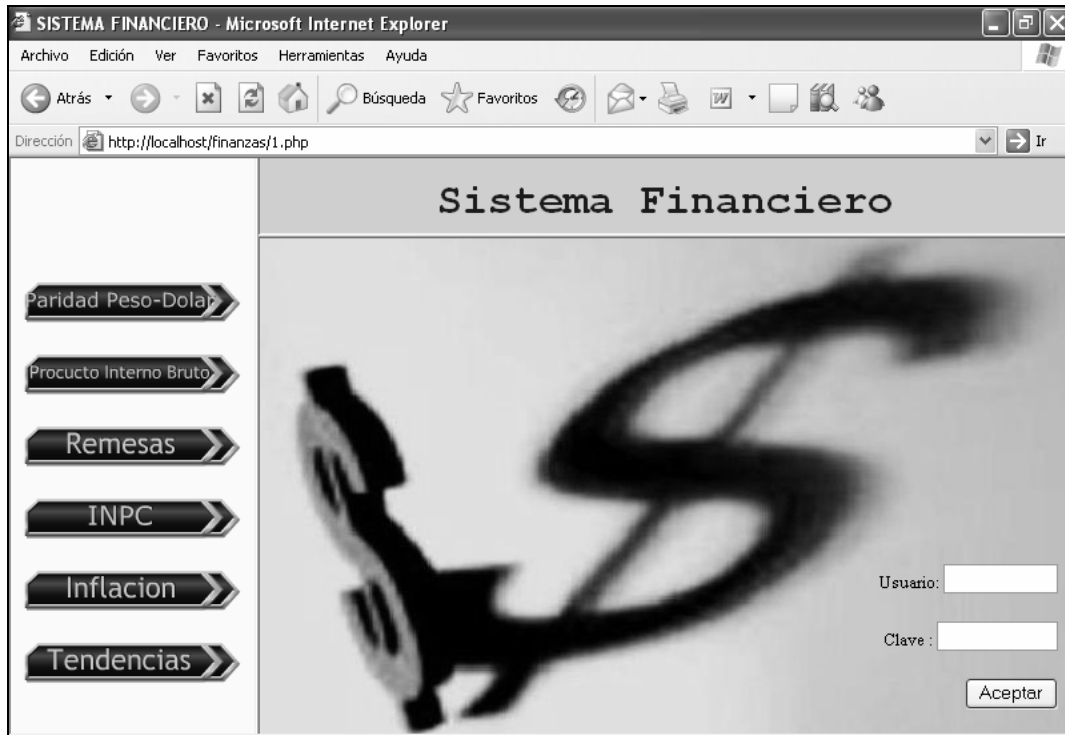 SISTEMA FINANCIERO - Microsoft Internet Explorer
Archivo Edición Ver Favoritos Herramientas Ayuda
Atrás Búsqueda Favoritos
Dirección http://localhost/finanzas/1.php Ir
Sistema Financiero
Paridad Peso-Dolar
Procucto Interno Bruto
Remesas
INPC
Inflacion
Tendencias
Usuario:
Clave :
Aceptar